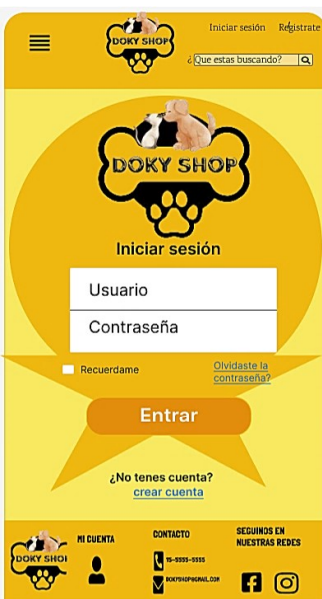 Iniciar sesión Registrate
DOKY SHOP
¿Que estas buscando?
DOKY SHOP
Iniciar sesión
Usuario
Contraseña
Recuerdame
Olvidaste la
contraseña?
Entrar
¿No tenes cuenta?
crear cuenta
DOKY SHOP
MI CUENTA
CONTACTO
15-5555-5555
DOKYSHOP@GMAIL.COM
SEGUINOS EN
NUESTRAS REDES